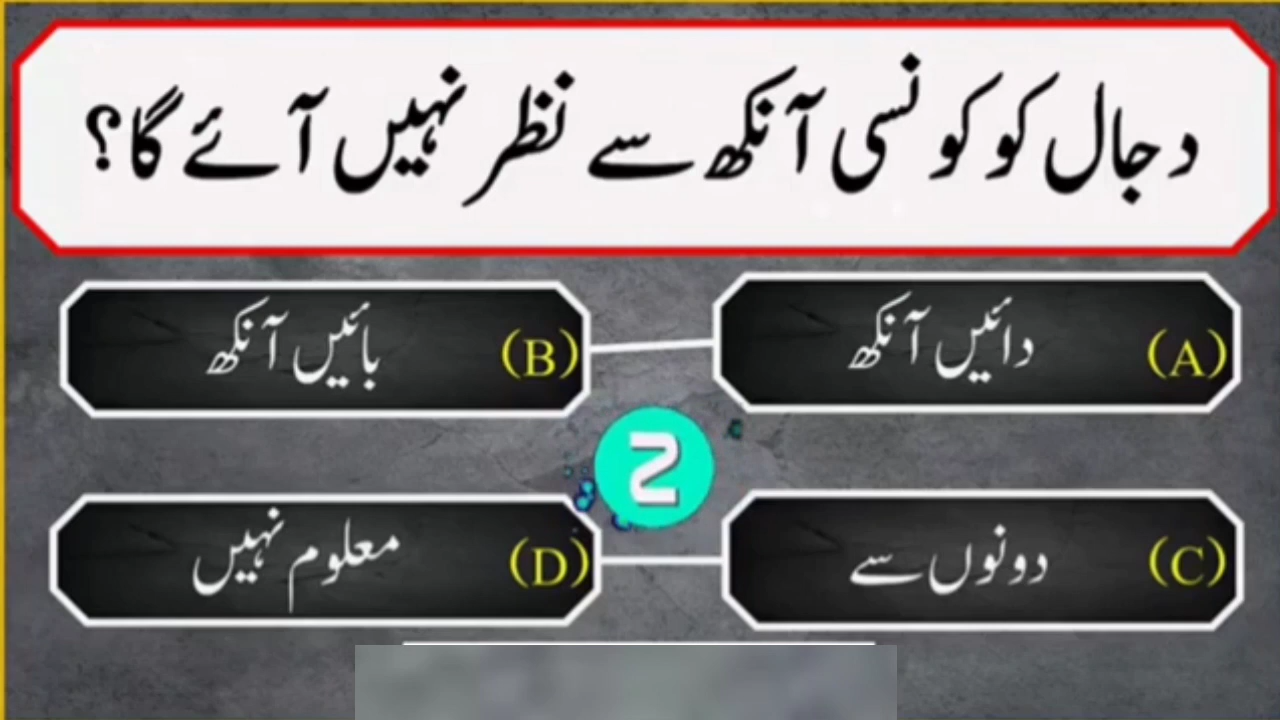 دجال کو کونسی آنکھ سے نظر نہیں آئے گا؟
(A) دائیں آنکھ
(B) بائیں آنکھ
2
(C) دونوں سے
(D) معلوم نہیں